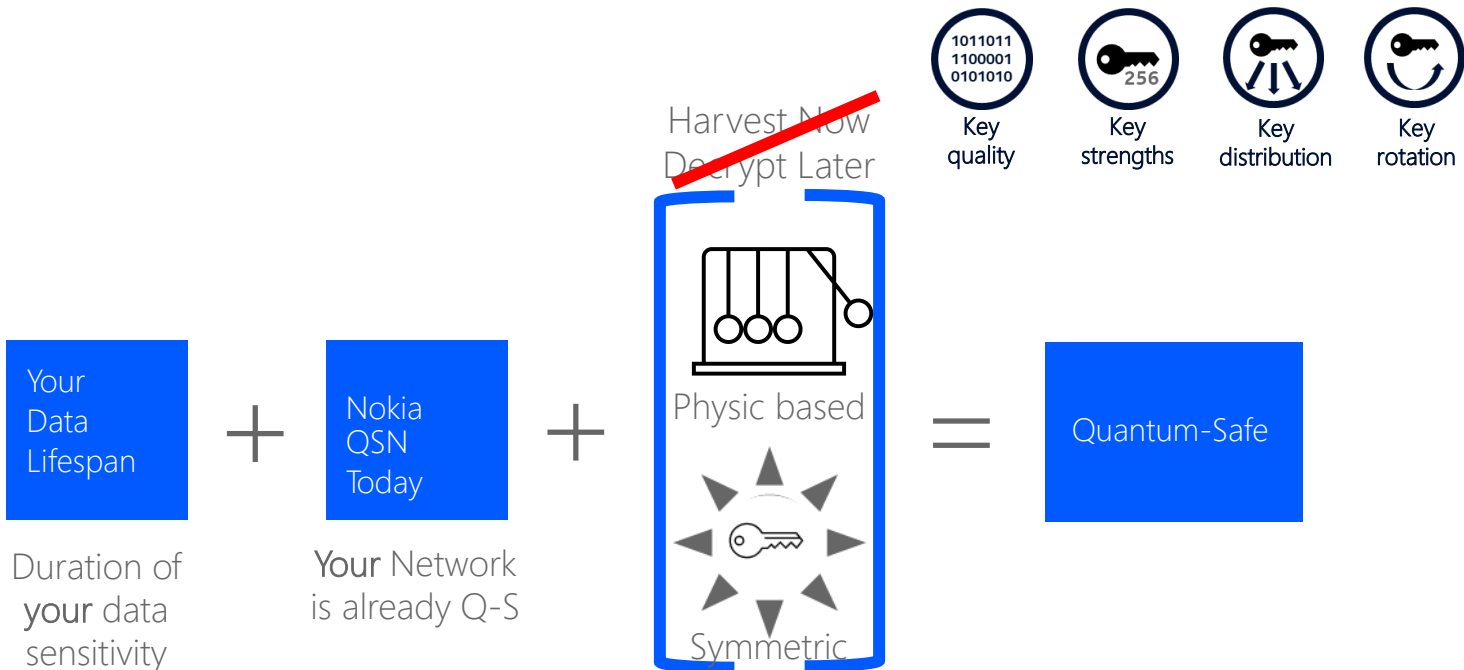 1011011
1100001
0101010
256
Key
quality
Key
strengths
Key
distribution
Key
rotation
Harvest Now
Decrypt Later
Your
Data
Lifespan
+
Nokia
QSN
Today
+
Physic based
Symmetric
=
Quantum-Safe
Duration of
your data
sensitivity
Your Network
is already Q-S